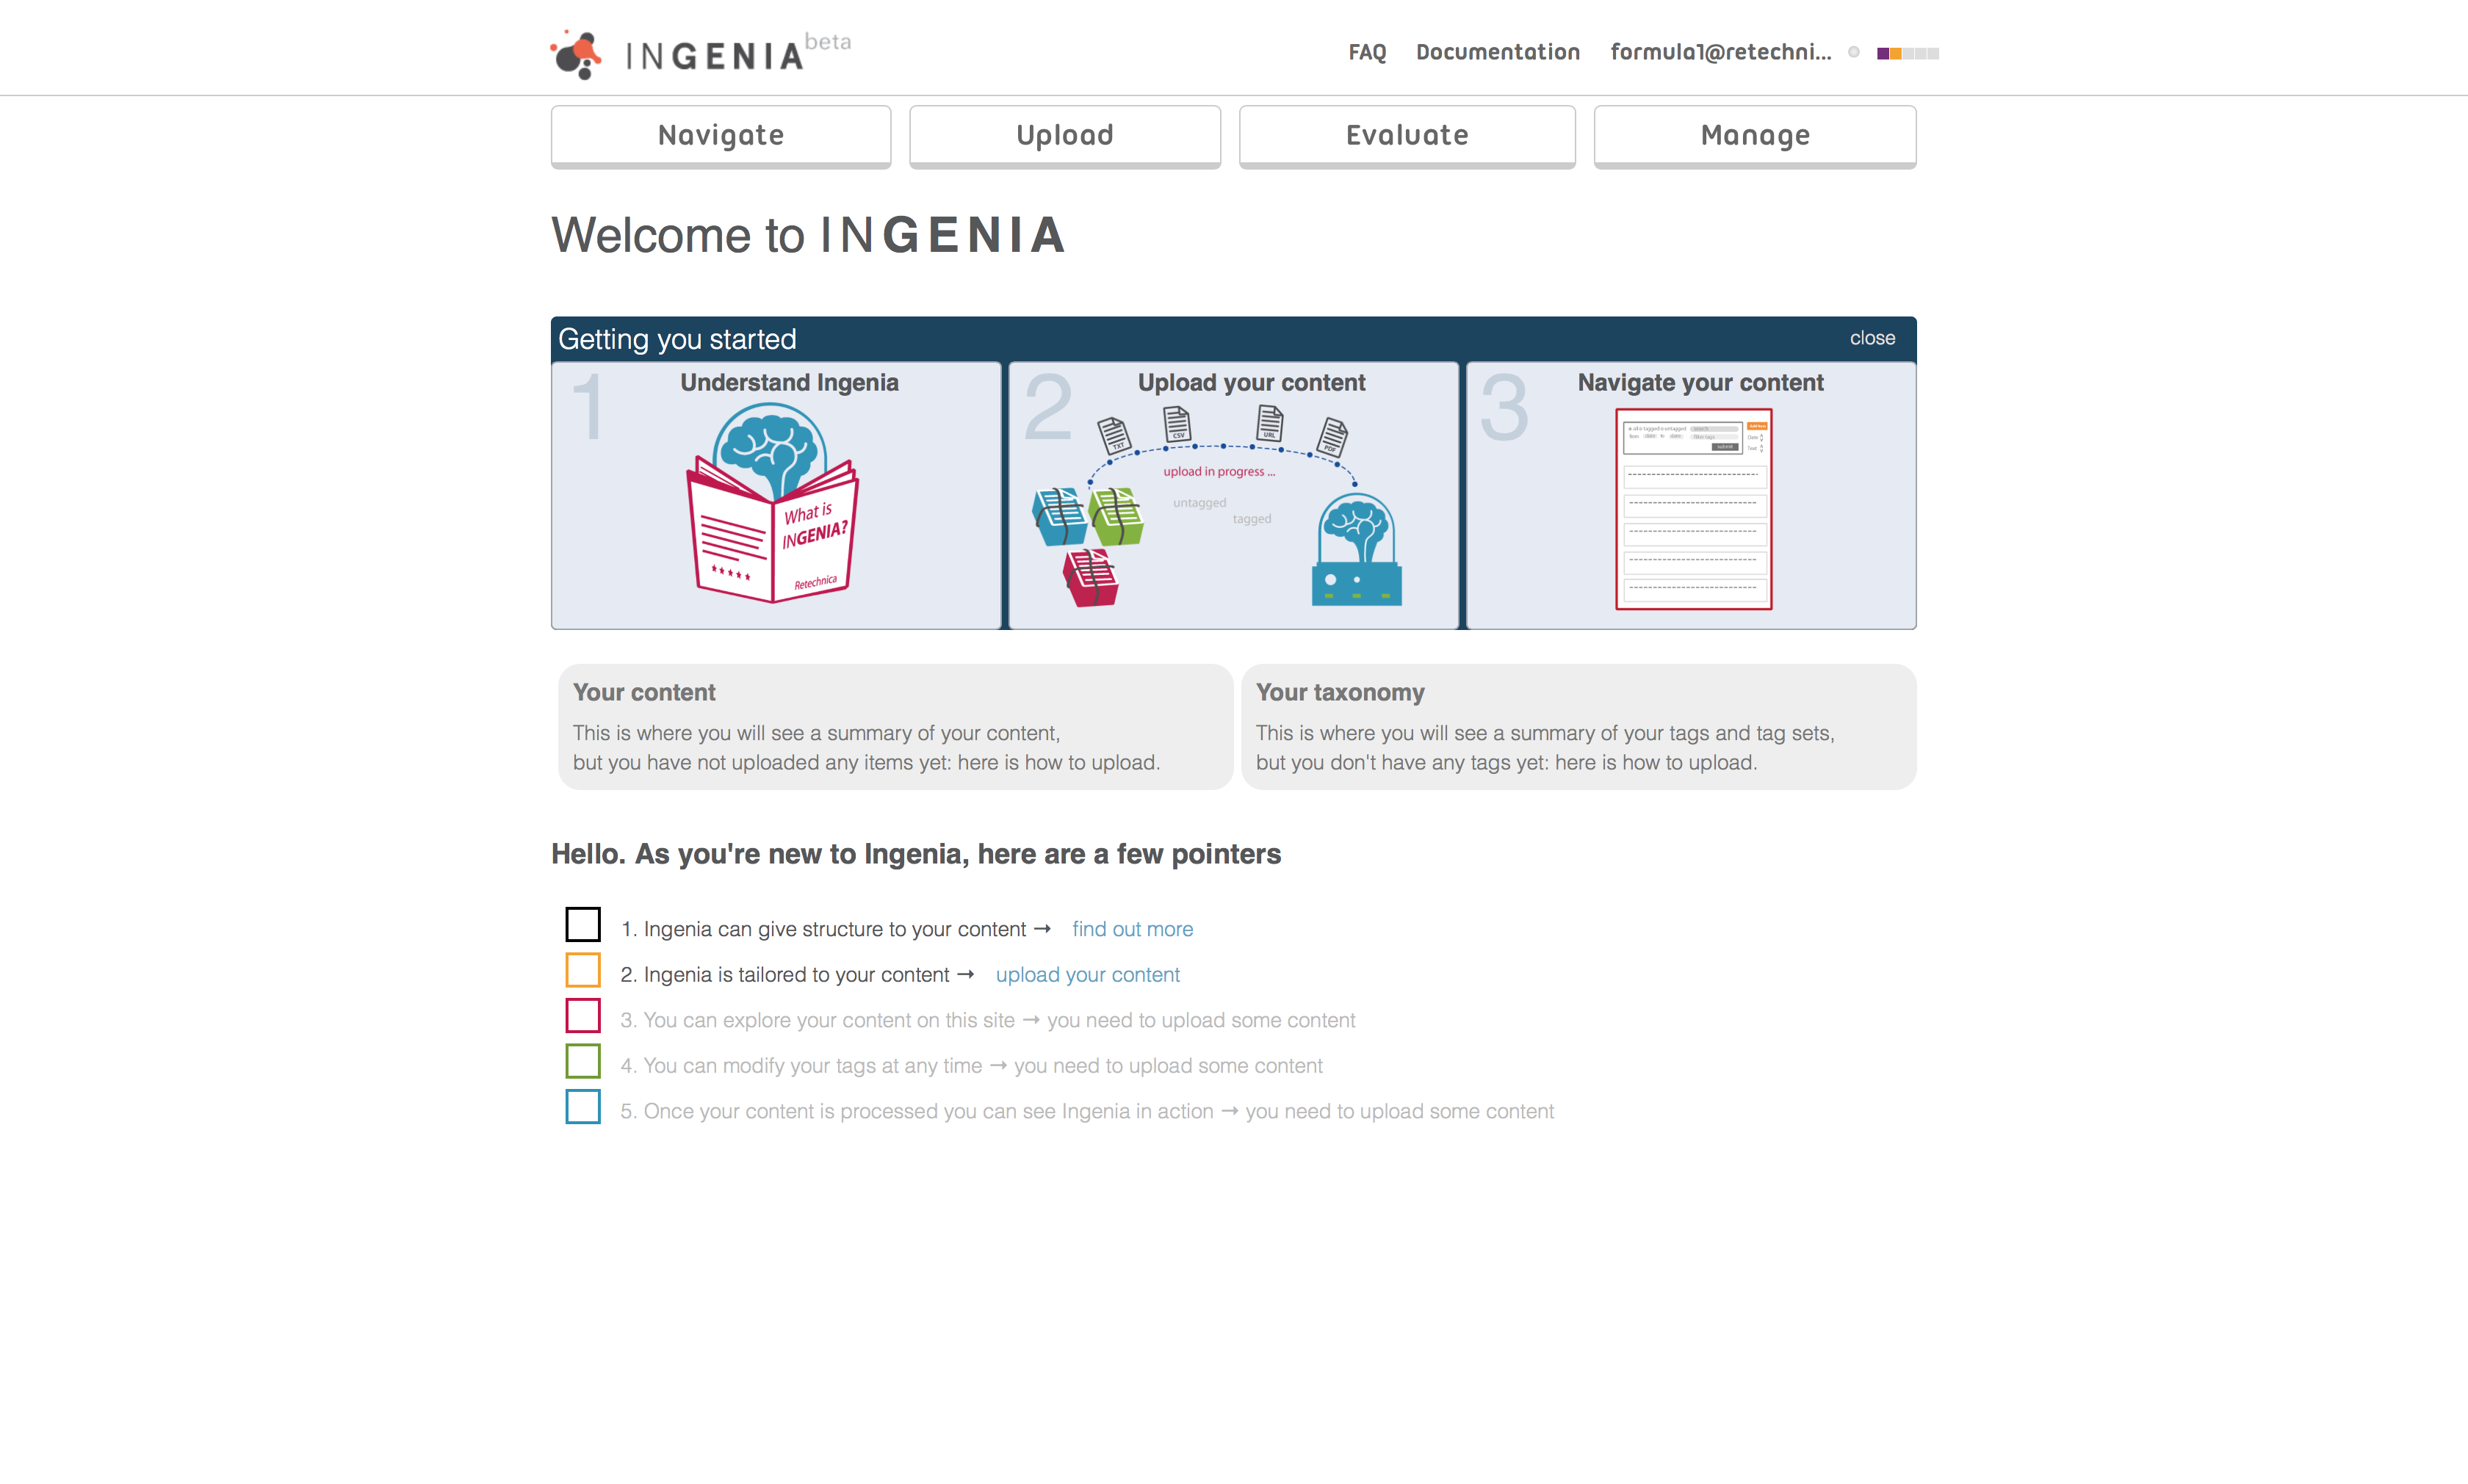 INGENIA beta
FAQ Documentation formula1@retechni...
Navigate Upload Evaluate Manage
Welcome to INGENIA
Getting you started close
1 Understand Ingenia
What is
INGENIA?
Retechnica
2 Upload your content
TXT CSV URL PDF
upload in progress ...
untagged
tagged
3 Navigate your content
search
submit
Your content
This is where you will see a summary of your content,
but you have not uploaded any items yet: here is how to upload.
Your taxonomy
This is where you will see a summary of your tags and tag sets,
but you don't have any tags yet: here is how to upload.
Hello. As you're new to Ingenia, here are a few pointers
1. Ingenia can give structure to your content → find out more
2. Ingenia is tailored to your content → upload your content
3. You can explore your content on this site → you need to upload some content
4. You can modify your tags at any time → you need to upload some content
5. Once your content is processed you can see Ingenia in action → you need to upload some content